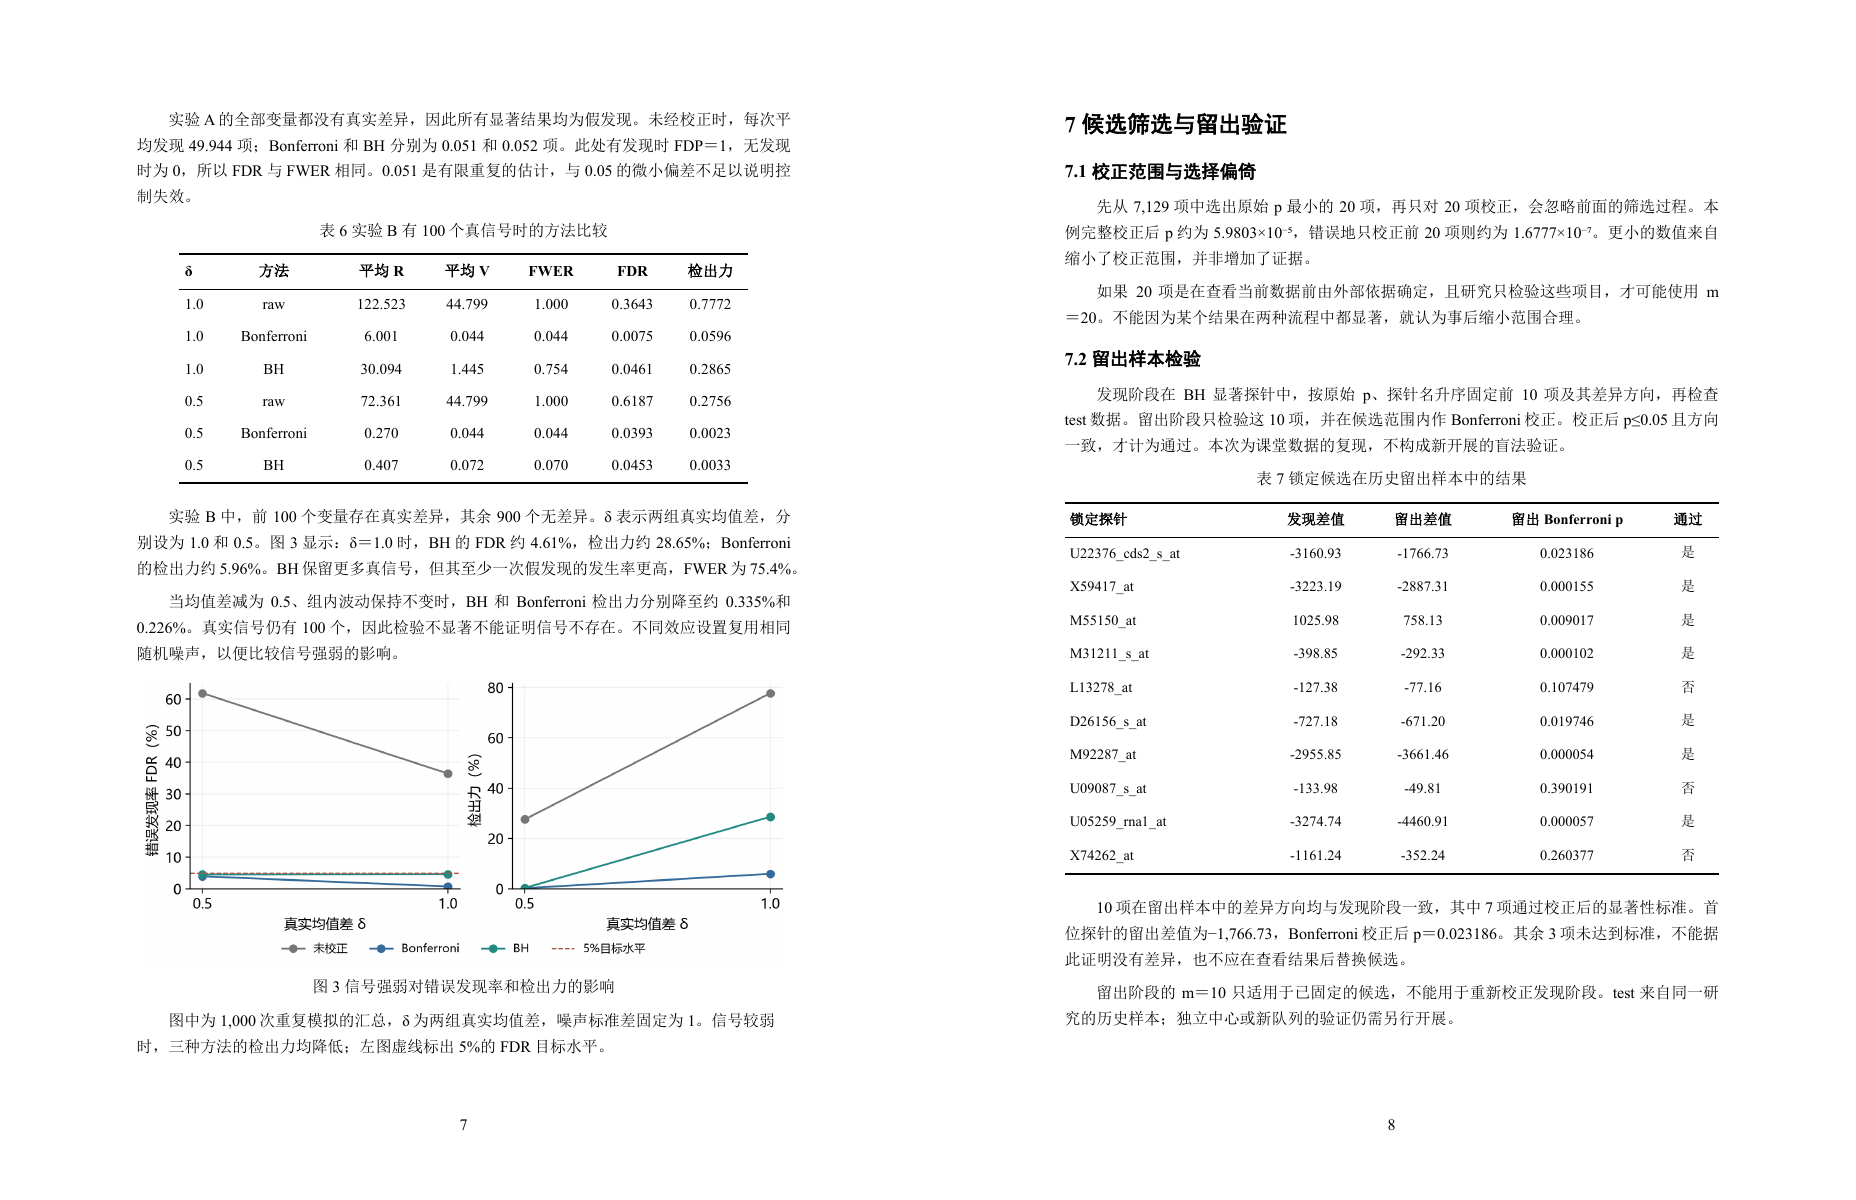 实验 A 的全部变量都没有真实差异，因此所有显著结果均为假发现。未经校正时，每次平
均发现 49.944 项；Bonferroni 和 BH 分别为 0.051 和 0.052 项。此处有发现时 FDP＝1，无发现
时为 0，所以 FDR 与 FWER 相同。0.051 是有限重复的估计，与 0.05 的微小偏差不足以说明控
制失效。
表 6 实验 B 有 100 个真信号时的方法比较
δ 方法 平均 R 平均 V FWER FDR 检出力
1.0 raw 122.523 44.799 1.000 0.3643 0.7772
1.0 Bonferroni 6.001 0.044 0.044 0.0075 0.0596
1.0 BH 30.094 1.445 0.754 0.0461 0.2865
0.5 raw 72.361 44.799 1.000 0.6187 0.2756
0.5 Bonferroni 0.270 0.044 0.044 0.0393 0.0023
0.5 BH 0.407 0.072 0.070 0.0453 0.0033
实验 B 中，前 100 个变量存在真实差异，其余 900 个无差异。δ 表示两组真实均值差，分
别设为 1.0 和 0.5。图 3 显示：δ＝1.0 时，BH 的 FDR 约 4.61%，检出力约 28.65%；Bonferroni
的检出力约 5.96%。BH 保留更多真信号，但其至少一次假发现的发生率更高，FWER 为 75.4%。
当均值差减为 0.5、组内波动保持不变时，BH 和 Bonferroni 检出力分别降至约 0.335%和
0.226%。真实信号仍有 100 个，因此检验不显著不能证明信号不存在。不同效应设置复用相同
随机噪声，以便比较信号强弱的影响。
错误发现率 FDR（%）
60
50
40
30
20
10
0
0.5 1.0
真实均值差 δ
检出力（%）
80
60
40
20
0
0.5 1.0
真实均值差 δ
未校正 Bonferroni BH 5%目标水平
图 3 信号强弱对错误发现率和检出力的影响
图中为 1,000 次重复模拟的汇总，δ 为两组真实均值差，噪声标准差固定为 1。信号较弱
时，三种方法的检出力均降低；左图虚线标出 5%的 FDR 目标水平。
7
7 候选筛选与留出验证
7.1 校正范围与选择偏倚
先从 7,129 项中选出原始 p 最小的 20 项，再只对 20 项校正，会忽略前面的筛选过程。本
例完整校正后 p 约为 5.9803×10⁻⁵，错误地只校正前 20 项则约为 1.6777×10⁻⁷。更小的数值来自
缩小了校正范围，并非增加了证据。
如果 20 项是在查看当前数据前由外部依据确定，且研究只检验这些项目，才可能使用 m
＝20。不能因为某个结果在两种流程中都显著，就认为事后缩小范围合理。
7.2 留出样本检验
发现阶段在 BH 显著探针中，按原始 p、探针名升序固定前 10 项及其差异方向，再检查
test 数据。留出阶段只检验这 10 项，并在候选范围内作 Bonferroni 校正。校正后 p≤0.05 且方向
一致，才计为通过。本次为课堂数据的复现，不构成新开展的盲法验证。
表 7 锁定候选在历史留出样本中的结果
锁定探针 发现差值 留出差值 留出 Bonferroni p 通过
U22376_cds2_s_at -3160.93 -1766.73 0.023186 是
X59417_at -3223.19 -2887.31 0.000155 是
M55150_at 1025.98 758.13 0.009017 是
M31211_s_at -398.85 -292.33 0.000102 是
L13278_at -127.38 -77.16 0.107479 否
D26156_s_at -727.18 -671.20 0.019746 是
M92287_at -2955.85 -3661.46 0.000054 是
U09087_s_at -133.98 -49.81 0.390191 否
U05259_rna1_at -3274.74 -4460.91 0.000057 是
X74262_at -1161.24 -352.24 0.260377 否
10 项在留出样本中的差异方向均与发现阶段一致，其中 7 项通过校正后的显著性标准。首
位探针的留出差值为−1,766.73，Bonferroni 校正后 p＝0.023186。其余 3 项未达到标准，不能据
此证明没有差异，也不应在查看结果后替换候选。
留出阶段的 m＝10 只适用于已固定的候选，不能用于重新校正发现阶段。test 来自同一研
究的历史样本；独立中心或新队列的验证仍需另行开展。
8